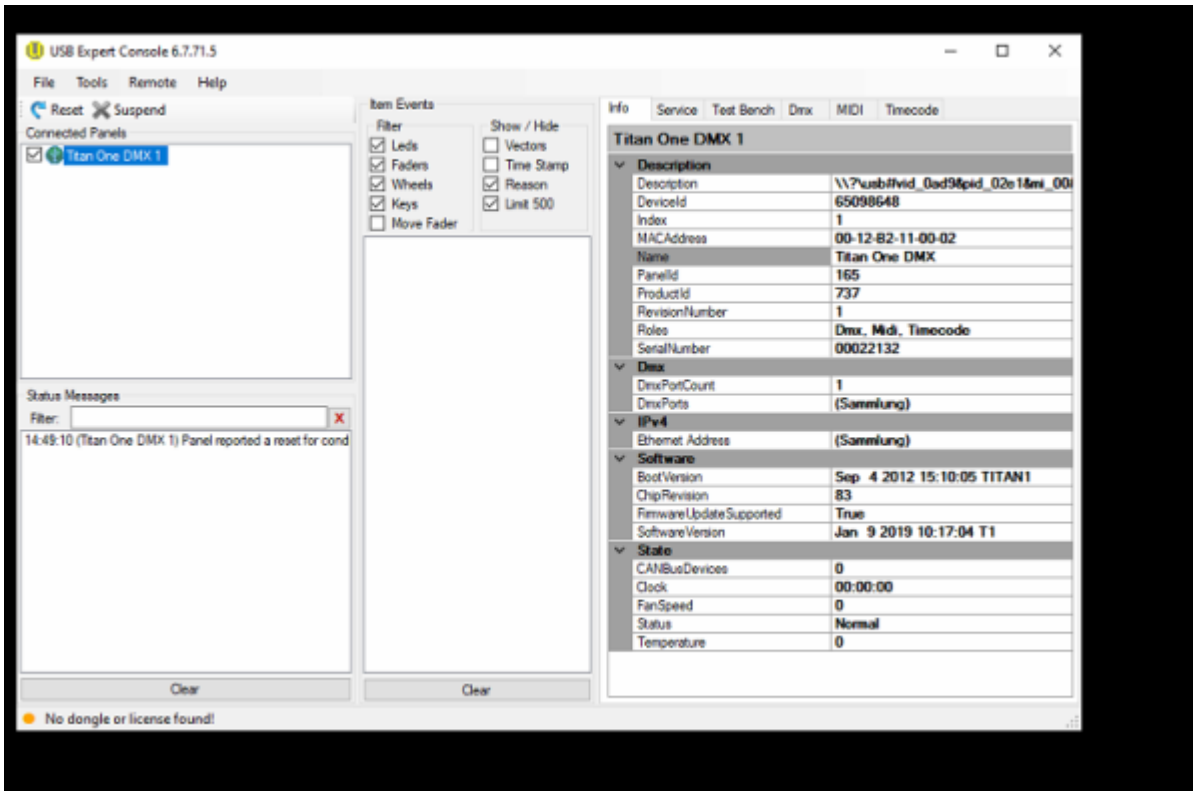 USB Expert Console 6.7.71.5
File Tools Remote Help
Reset Suspend
Connected Panels
Titan One DMX 1
Status Messages
Filter: X
14:49:10 (Titan One DMX 1) Panel reported a reset for cond
Clear
Item Events
Filter
Leds
Faders
Wheels
Keys
Move Fader
Show / Hide
Vectors
Time Stamp
Reason
Limit 500
Clear
Info Service Test Bench Dmx MIDI Timecode
Titan One DMX 1
Description
Description \\?\usb#vid_0ad9&pid_02e1&mi_00#
DeviceId 65098648
Index 1
MACAddress 00-12-B2-11-00-02
Name Titan One DMX
PanelId 165
ProductId 737
RevisionNumber 1
Roles Dmx, Midi, Timecode
SerialNumber 00022132
Dmx
DmxPortCount 1
DmxPorts (Sammlung)
IPv4
Ethernet Address (Sammlung)
Software
BootVersion Sep 4 2012 15:10:05 TITAN1
ChipRevision 83
FirmwareUpdateSupported True
SoftwareVersion Jan 9 2019 10:17:04 T1
State
CANBusDevices 0
Clock 00:00:00
FanSpeed 0
Status Normal
Temperature 0
No dongle or license found!